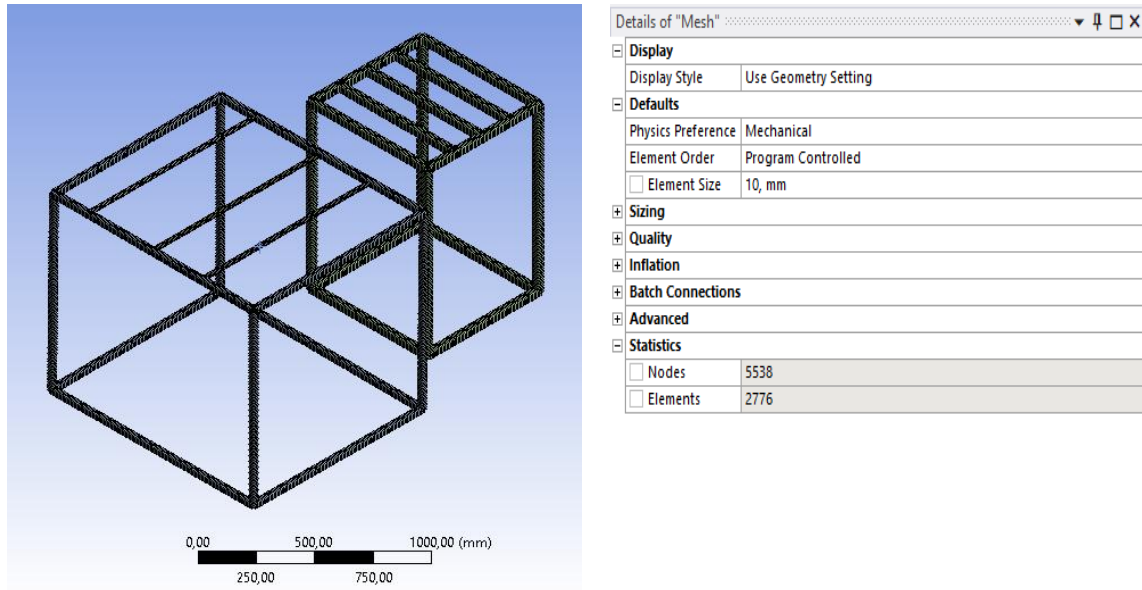 0,00 500,00 1000,00 (mm)
250,00 750,00
Details of "Mesh"
Display
Display Style Use Geometry Setting
Defaults
Physics Preference Mechanical
Element Order Program Controlled
Element Size 10, mm
Sizing
Quality
Inflation
Batch Connections
Advanced
Statistics
Nodes 5538
Elements 2776